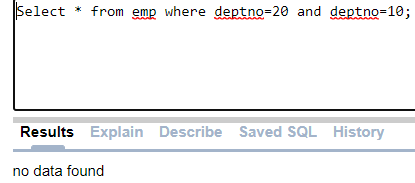 Select * from emp where deptno=20 and deptno=10;
Results Explain Describe Saved SQL History
no data found